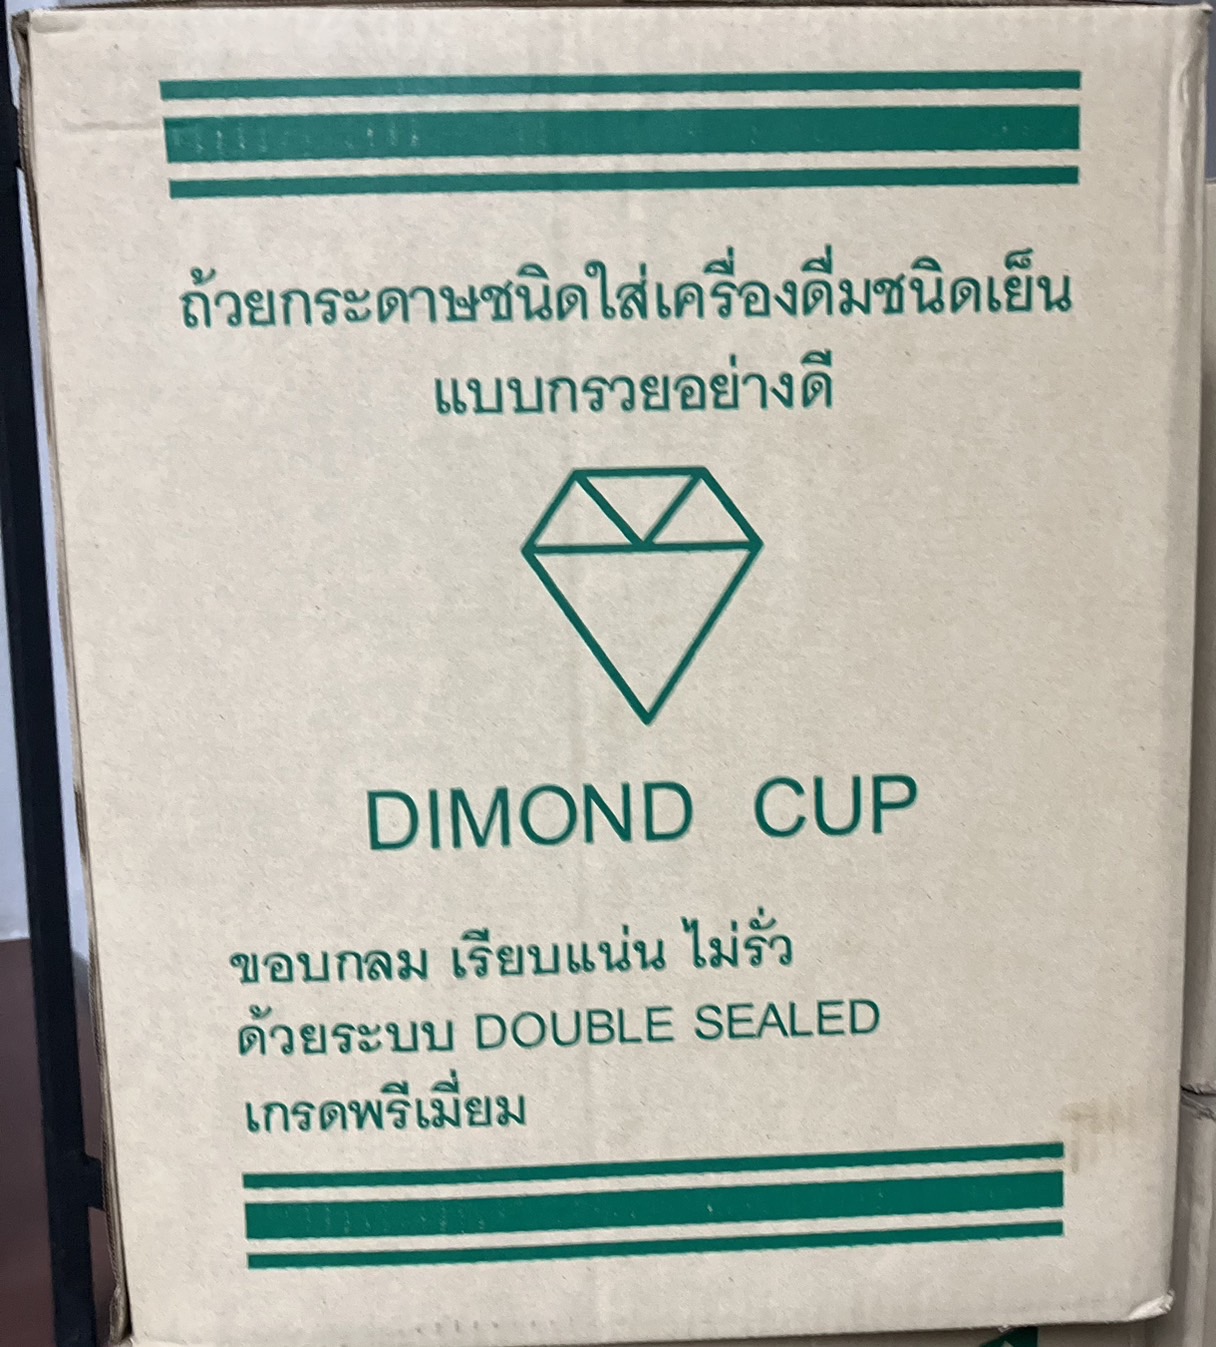 ถ้วยกระดาษชนิดใส่เครื่องดื่มชนิดเย็น
แบบกรวยอย่างดี
DIMOND CUP
ขอบกลม เรียบแน่น ไม่รั่ว
ด้วยระบบ DOUBLE SEALED
เกรดพรีเมี่ยม